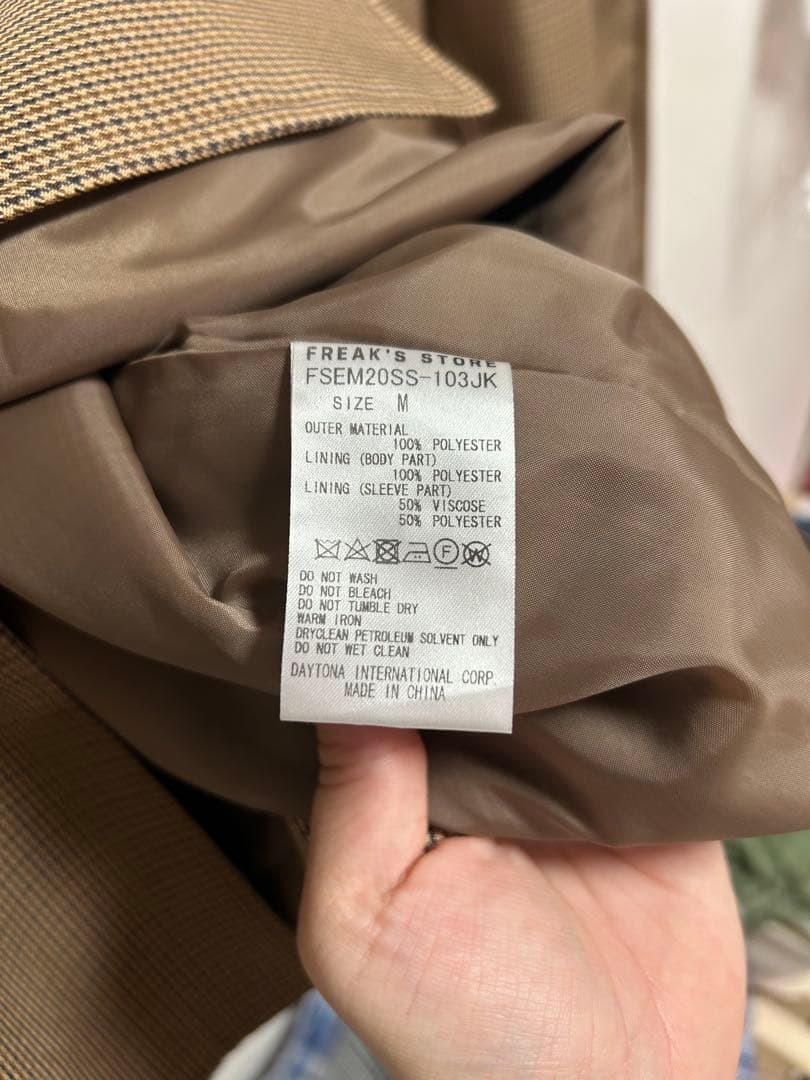 FREAK'S STORE
FSEM20SS-103JK
SIZE M
OUTER MATERIAL
100% POLYESTER
LINING (BODY PART)
100% POLYESTER
LINING (SLEEVE PART)
50% VISCOSE
50% POLYESTER
F W
DO NOT WASH
DO NOT BLEACH
DO NOT TUMBLE DRY
WARM IRON
DRYCLEAN PETROLEUM SOLVENT ONLY
DO NOT WET CLEAN
DAYTONA INTERNATIONAL CORP.
MADE IN CHINA